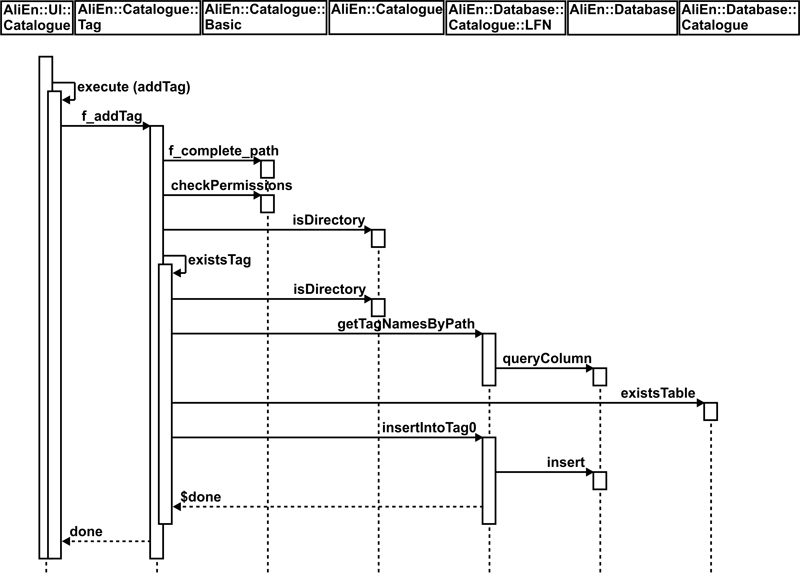 AliEn::UI::
Catalogue
AliEn::Catalogue::
Tag
AliEn::Catalogue::
Basic
AliEn::Catalogue
AliEn::Database::
Catalogue::LFN
AliEn::Database
AliEn::Database::
Catalogue
execute (addTag)
f_addTag
f_complete_path
checkPermissions
isDirectory
existsTag
isDirectory
getTagNamesByPath
queryColumn
existsTable
insertIntoTag0
insert
$done
done